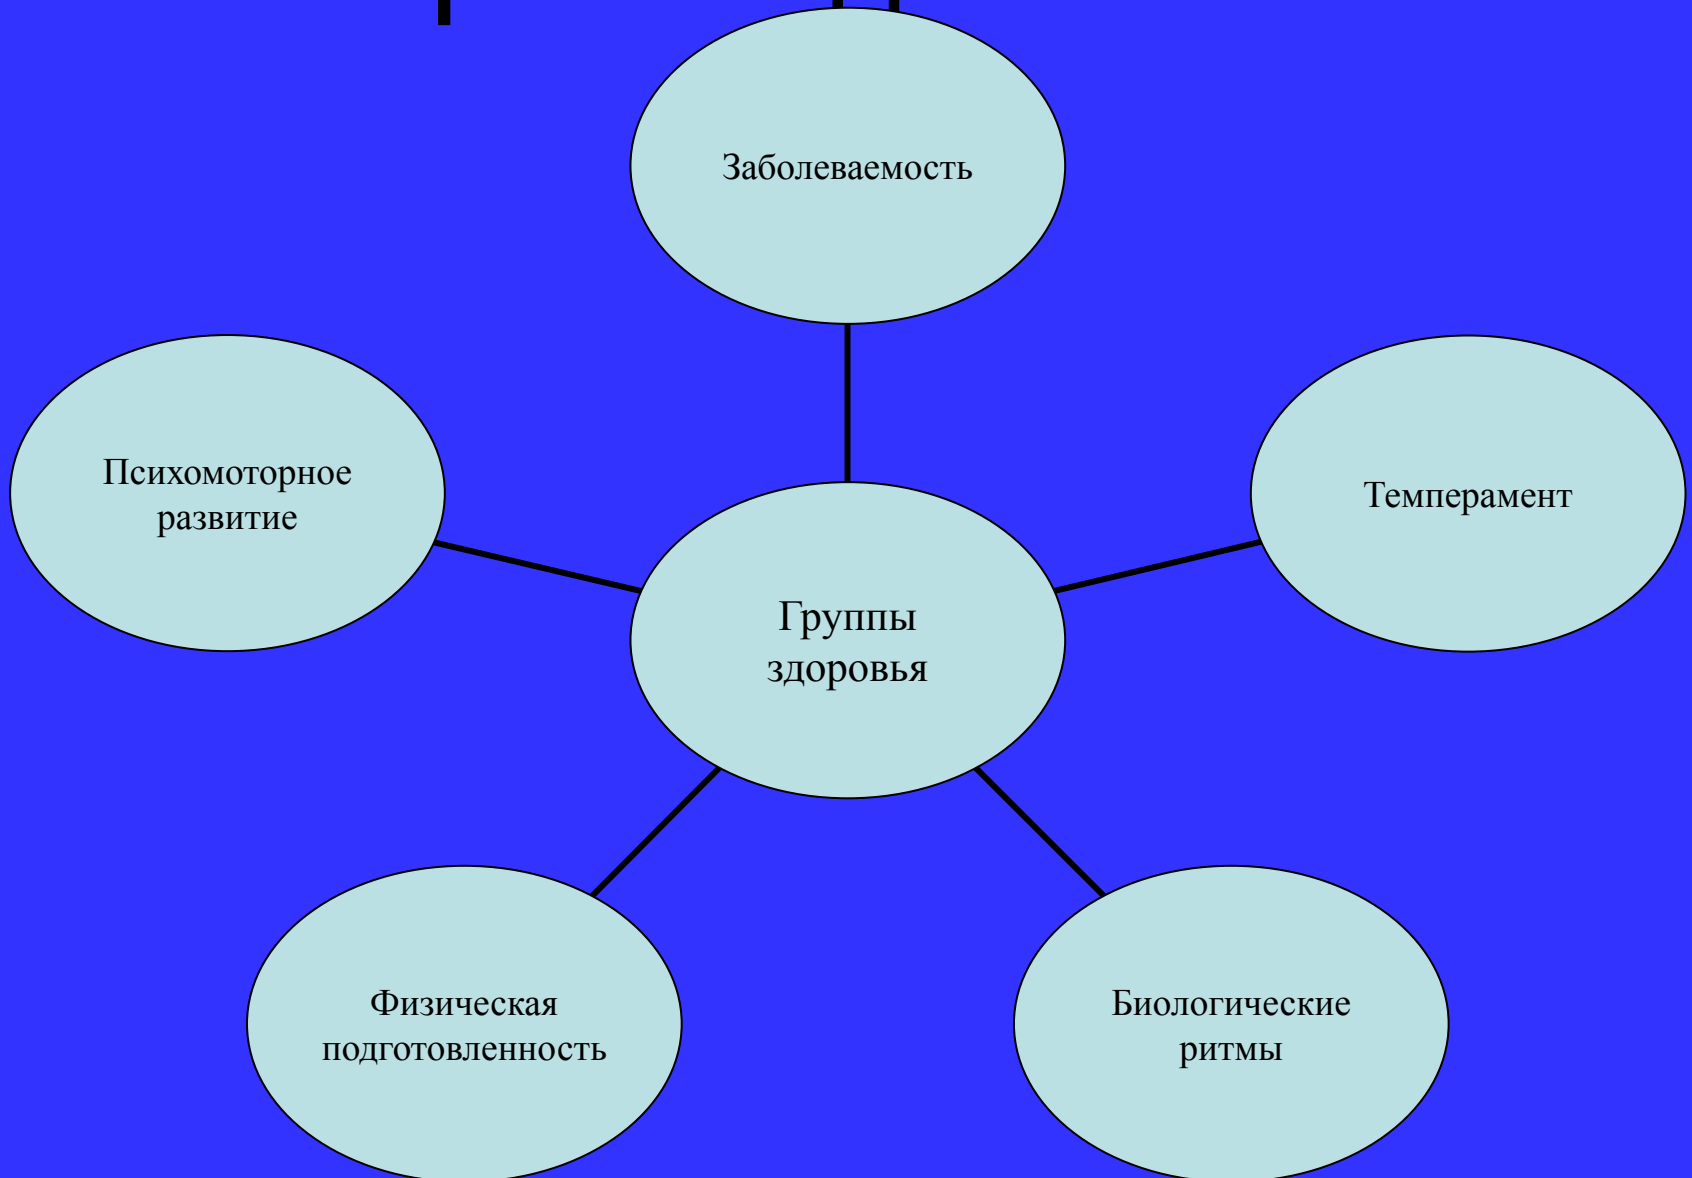 Заболеваемость
Психомоторное
развитие
Темперамент
Группы
здоровья
Физическая
подготовленность
Биологические
ритмы